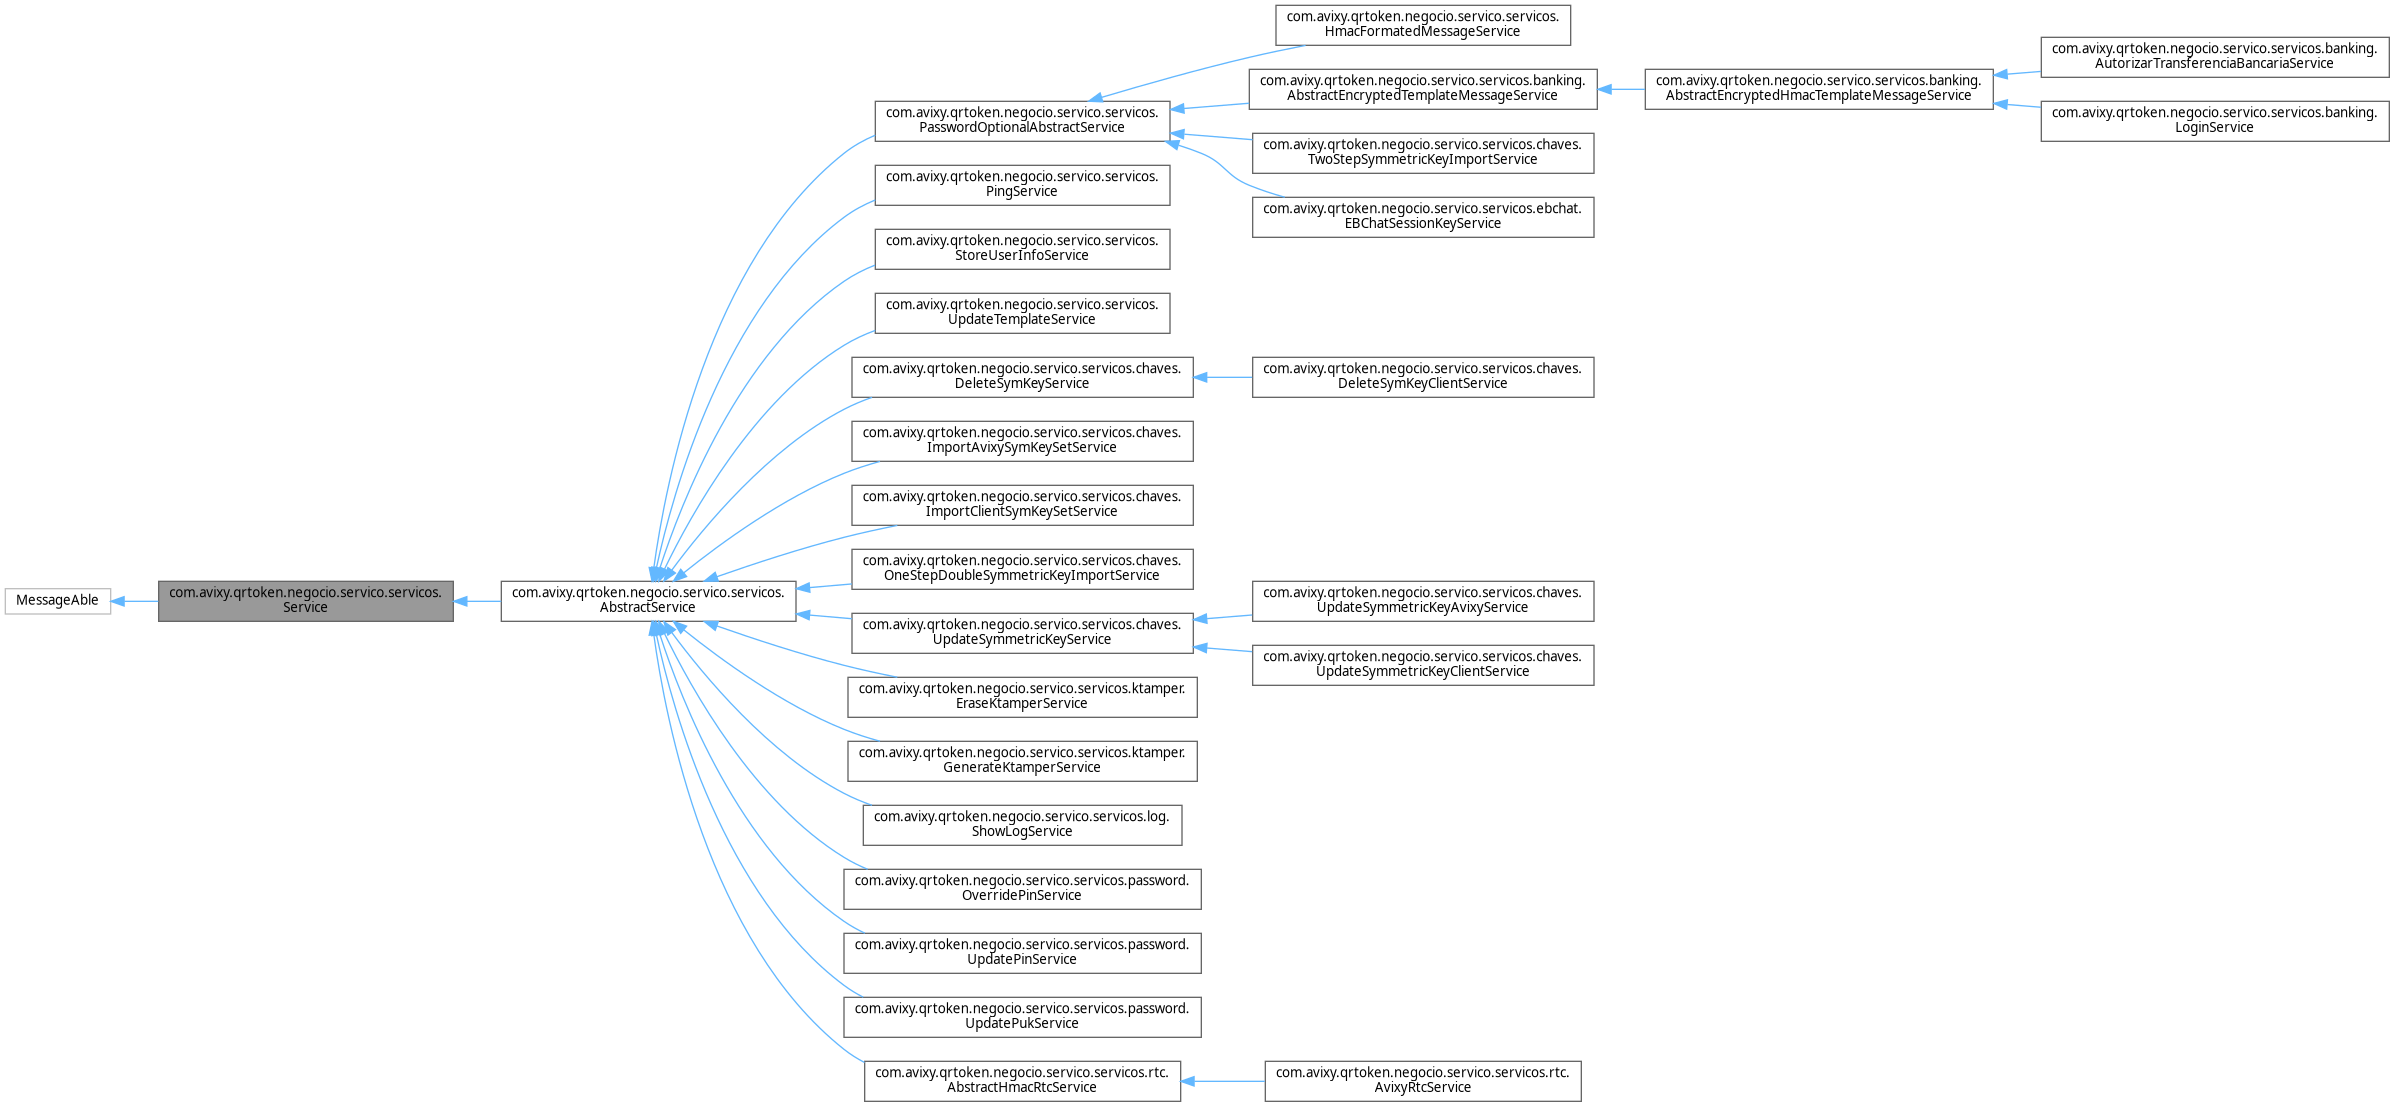 MessageAble
com.avixy.qrtoken.negocio.servico.servicos.
Service
com.avixy.qrtoken.negocio.servico.servicos.
AbstractService
com.avixy.qrtoken.negocio.servico.servicos.
PasswordOptionalAbstractService
com.avixy.qrtoken.negocio.servico.servicos.
PingService
com.avixy.qrtoken.negocio.servico.servicos.
StoreUserInfoService
com.avixy.qrtoken.negocio.servico.servicos.
UpdateTemplateService
com.avixy.qrtoken.negocio.servico.servicos.chaves.
DeleteSymKeyService
com.avixy.qrtoken.negocio.servico.servicos.chaves.
ImportAvixySymKeySetService
com.avixy.qrtoken.negocio.servico.servicos.chaves.
ImportClientSymKeySetService
com.avixy.qrtoken.negocio.servico.servicos.chaves.
OneStepDoubleSymmetricKeyImportService
com.avixy.qrtoken.negocio.servico.servicos.chaves.
UpdateSymmetricKeyService
com.avixy.qrtoken.negocio.servico.servicos.ktamper.
EraseKtamperService
com.avixy.qrtoken.negocio.servico.servicos.ktamper.
GenerateKtamperService
com.avixy.qrtoken.negocio.servico.servicos.log.
ShowLogService
com.avixy.qrtoken.negocio.servico.servicos.password.
OverridePinService
com.avixy.qrtoken.negocio.servico.servicos.password.
UpdatePinService
com.avixy.qrtoken.negocio.servico.servicos.password.
UpdatePukService
com.avixy.qrtoken.negocio.servico.servicos.rtc.
AbstractHmacRtcService
com.avixy.qrtoken.negocio.servico.servicos.
HmacFormatedMessageService
com.avixy.qrtoken.negocio.servico.servicos.banking.
AbstractEncryptedTemplateMessageService
com.avixy.qrtoken.negocio.servico.servicos.chaves.
TwoStepSymmetricKeyImportService
com.avixy.qrtoken.negocio.servico.servicos.ebchat.
EBChatSessionKeyService
com.avixy.qrtoken.negocio.servico.servicos.chaves.
DeleteSymKeyClientService
com.avixy.qrtoken.negocio.servico.servicos.chaves.
UpdateSymmetricKeyAvixyService
com.avixy.qrtoken.negocio.servico.servicos.chaves.
UpdateSymmetricKeyClientService
com.avixy.qrtoken.negocio.servico.servicos.rtc.
AvixyRtcService
com.avixy.qrtoken.negocio.servico.servicos.banking.
AbstractEncryptedHmacTemplateMessageService
com.avixy.qrtoken.negocio.servico.servicos.banking.
AutorizarTransferenciaBancariaService
com.avixy.qrtoken.negocio.servico.servicos.banking.
LoginService